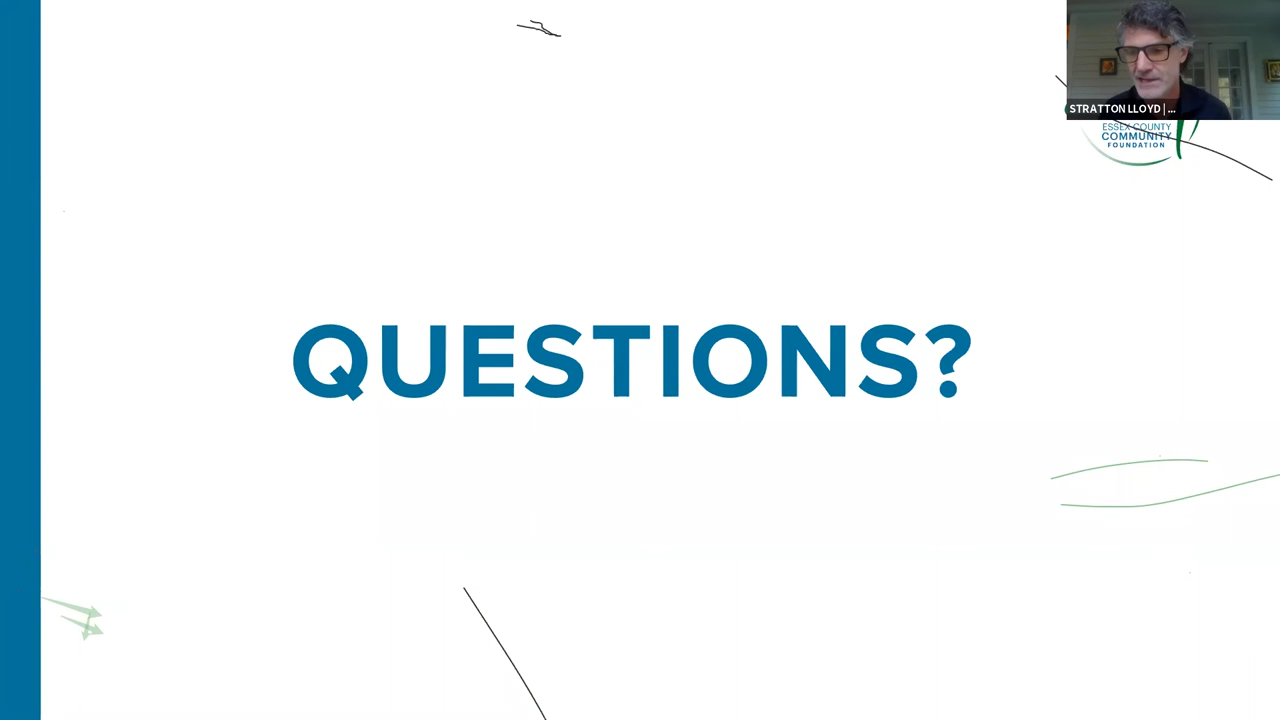 STRATTON LLOYD | ...
ESSEX COUNTY
COMMUNITY
FOUNDATION
QUESTIONS?